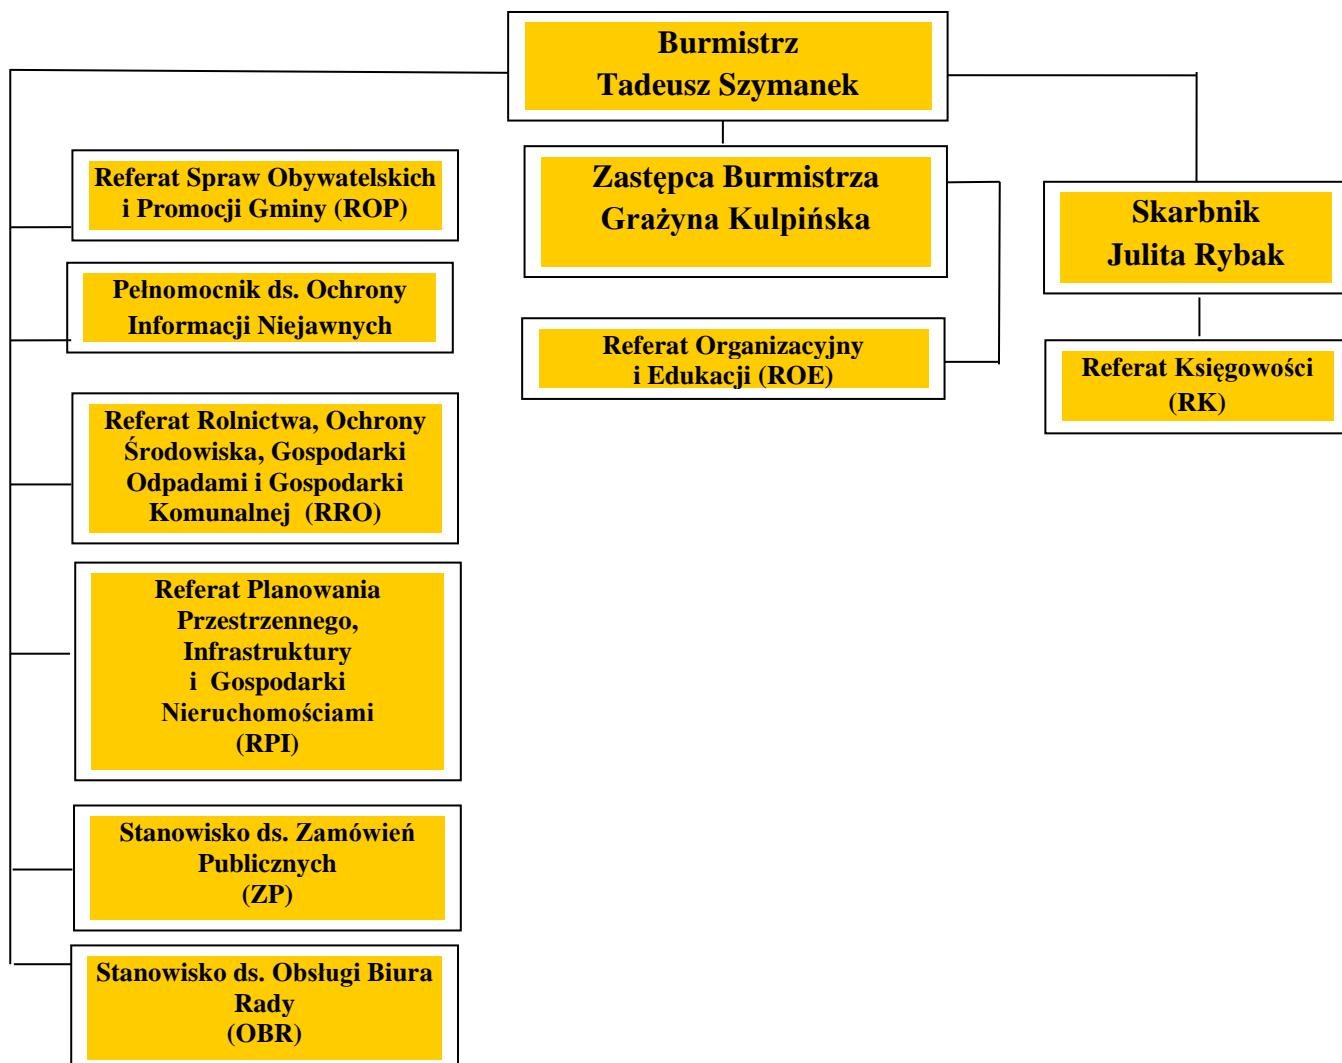 Burmistrz
Tadeusz Szymanek
Zastępca Burmistrza
Grażyna Kulpińska
Skarbnik
Julita Rybak
Referat Organizacyjny
i Edukacji (ROE)
Referat Księgowości
(RK)
Referat Spraw Obywatelskich
i Promocji Gminy (ROP)
Pełnomocnik ds. Ochrony
Informacji Niejawnych
Referat Rolnictwa, Ochrony
Środowiska, Gospodarki
Odpadami i Gospodarki
Komunalnej (RRO)
Referat Planowania
Przestrzennego,
Infrastruktury
i Gospodarki
Nieruchomościami
(RPI)
Stanowisko ds. Zamówień
Publicznych
(ZP)
Stanowisko ds. Obsługi Biura
Rady
(OBR)